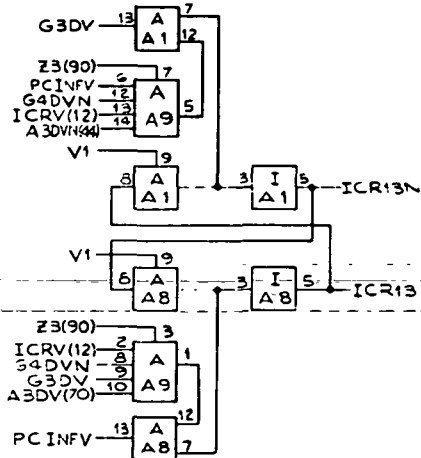 G3DV 13 A A1 7
12
Z3(90) 7
PCINFV 6 A
G4DVN 12 5
ICRV(12) 13 A9
A3DVN(44) 14
V1 9
8 A A1 3 I A1 5 ICR13N
V1 9
8 A A8 3 I A8 5 ICR13
Z3(90) 3
ICRV(12) 2 A 1
G4DVN 8
G3DV 9 A9
A3DV(70) 10
12
PCINFV 13 A A8 7